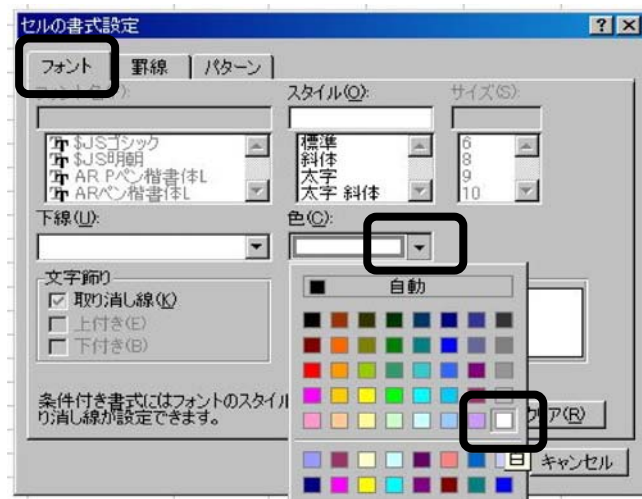 セルの書式設定
フォント 罫線 パターン
スタイル(O): サイズ(S):
$JSゴシック
$JS明朝
AR Pペン楷書体L
ARペン楷書体L
標準
斜体
太字
太字 斜体
6
8
9
10
下線(U): 色(C):
自動
文字飾り
取り消し線(K)
上付き(E)
下付き(B)
条件付き書式にはフォントのスタイル
り消し線が設定できます。
リア(R)
白
キャンセル